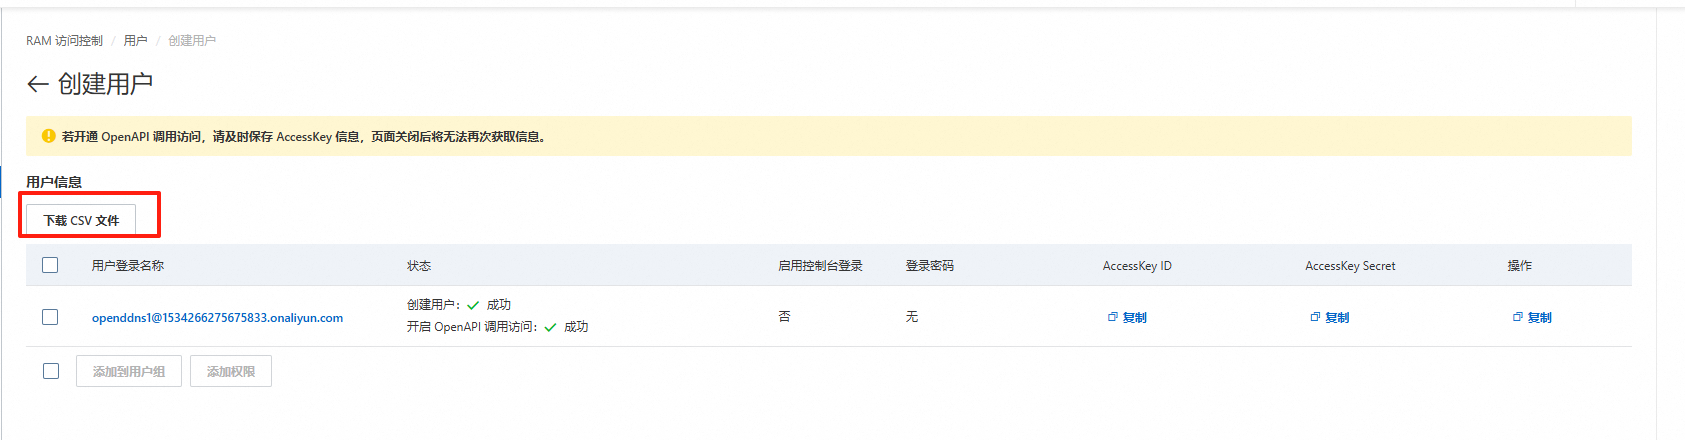 RAM 访问控制 / 用户 / 创建用户
← 创建用户
若开通 OpenAPI 调用访问，请及时保存 AccessKey 信息，页面关闭后将无法再次获取信息。
用户信息
下载 CSV 文件
用户登录名称 状态 启用控制台登录 登录密码 AccessKey ID AccessKey Secret 操作
openddns1@1534266275675833.onaliyun.com 创建用户： 成功 否 无 复制 复制 复制
开启 OpenAPI 调用访问： 成功
添加到用户组 添加权限